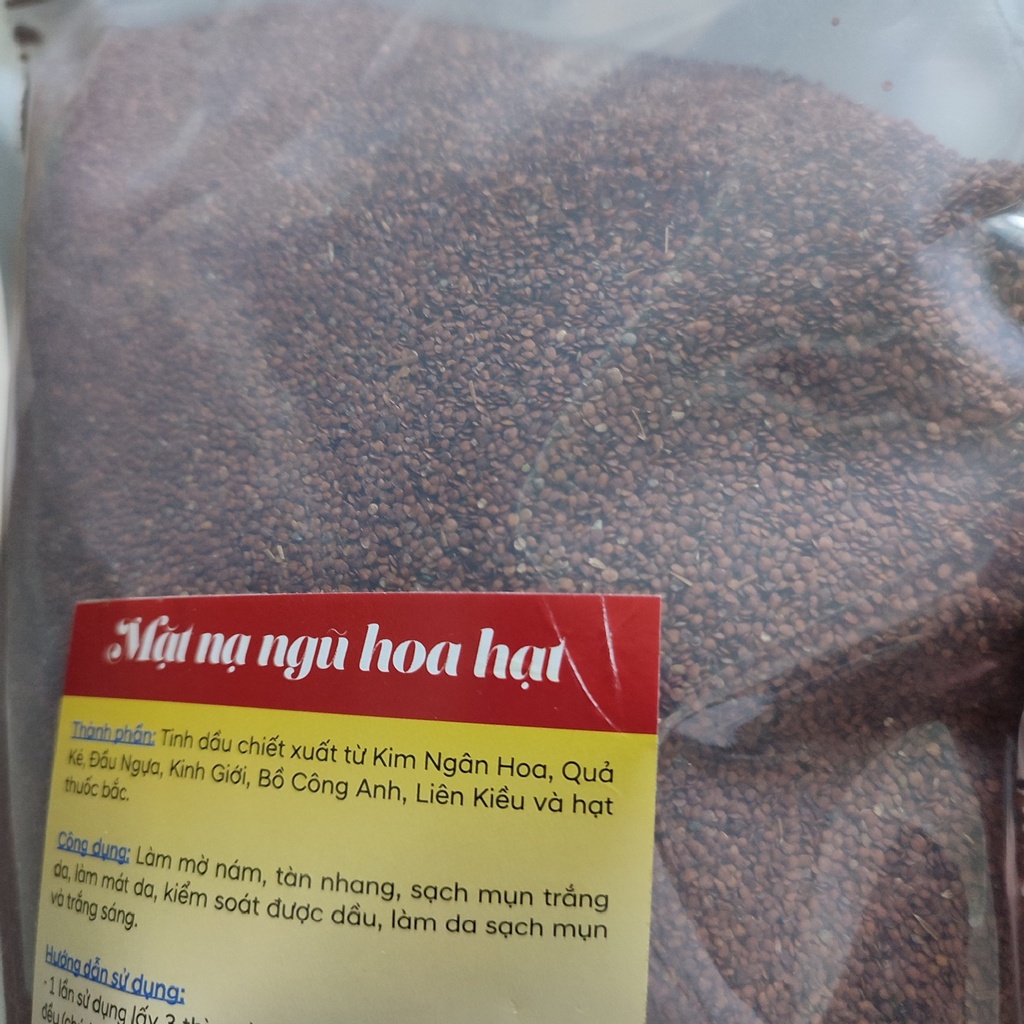 Mặt nạ ngũ hoa hạt
Thành phần: Tinh dầu chiết xuất từ Kim Ngân Hoa, Quả
Ké, Đầu Ngựa, Kinh Giới, Bồ Công Anh, Liên Kiều và hạt
thuốc bắc.
Công dụng: Làm mờ nám, tàn nhang, sạch mụn trắng
da, làm mát da, kiểm soát được dầu, làm da sạch mụn
và trắng sáng.
Hướng dẫn sử dụng:
- 1 lần sử dụng lấy 3
đều